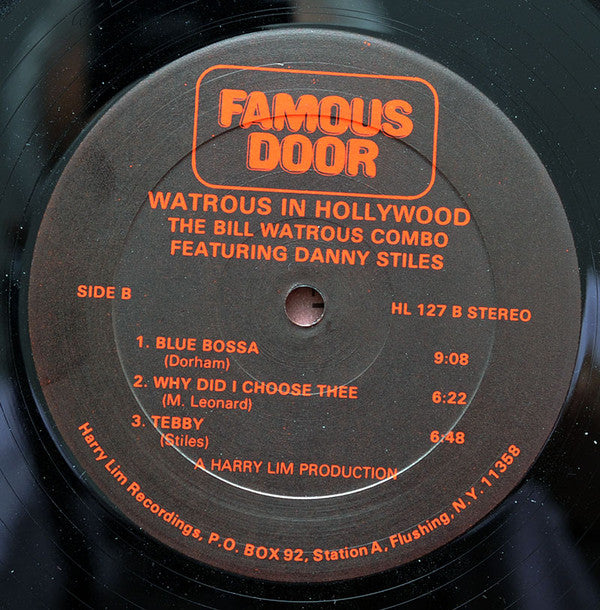 FAMOUS
DOOR
WATROUS IN HOLLYWOOD
THE BILL WATROUS COMBO
FEATURING DANNY STILES
SIDE B
HL 127 B STEREO
1. BLUE BOSSA 9:08
(Dorham)
2. WHY DID I CHOOSE THEE 6:22
(M. Leonard)
3. TEBBY 6:48
(Stiles)
A HARRY LIM PRODUCTION
Harry Lim Recordings, P.O. BOX 92, Station A, Flushing, N.Y. 11358